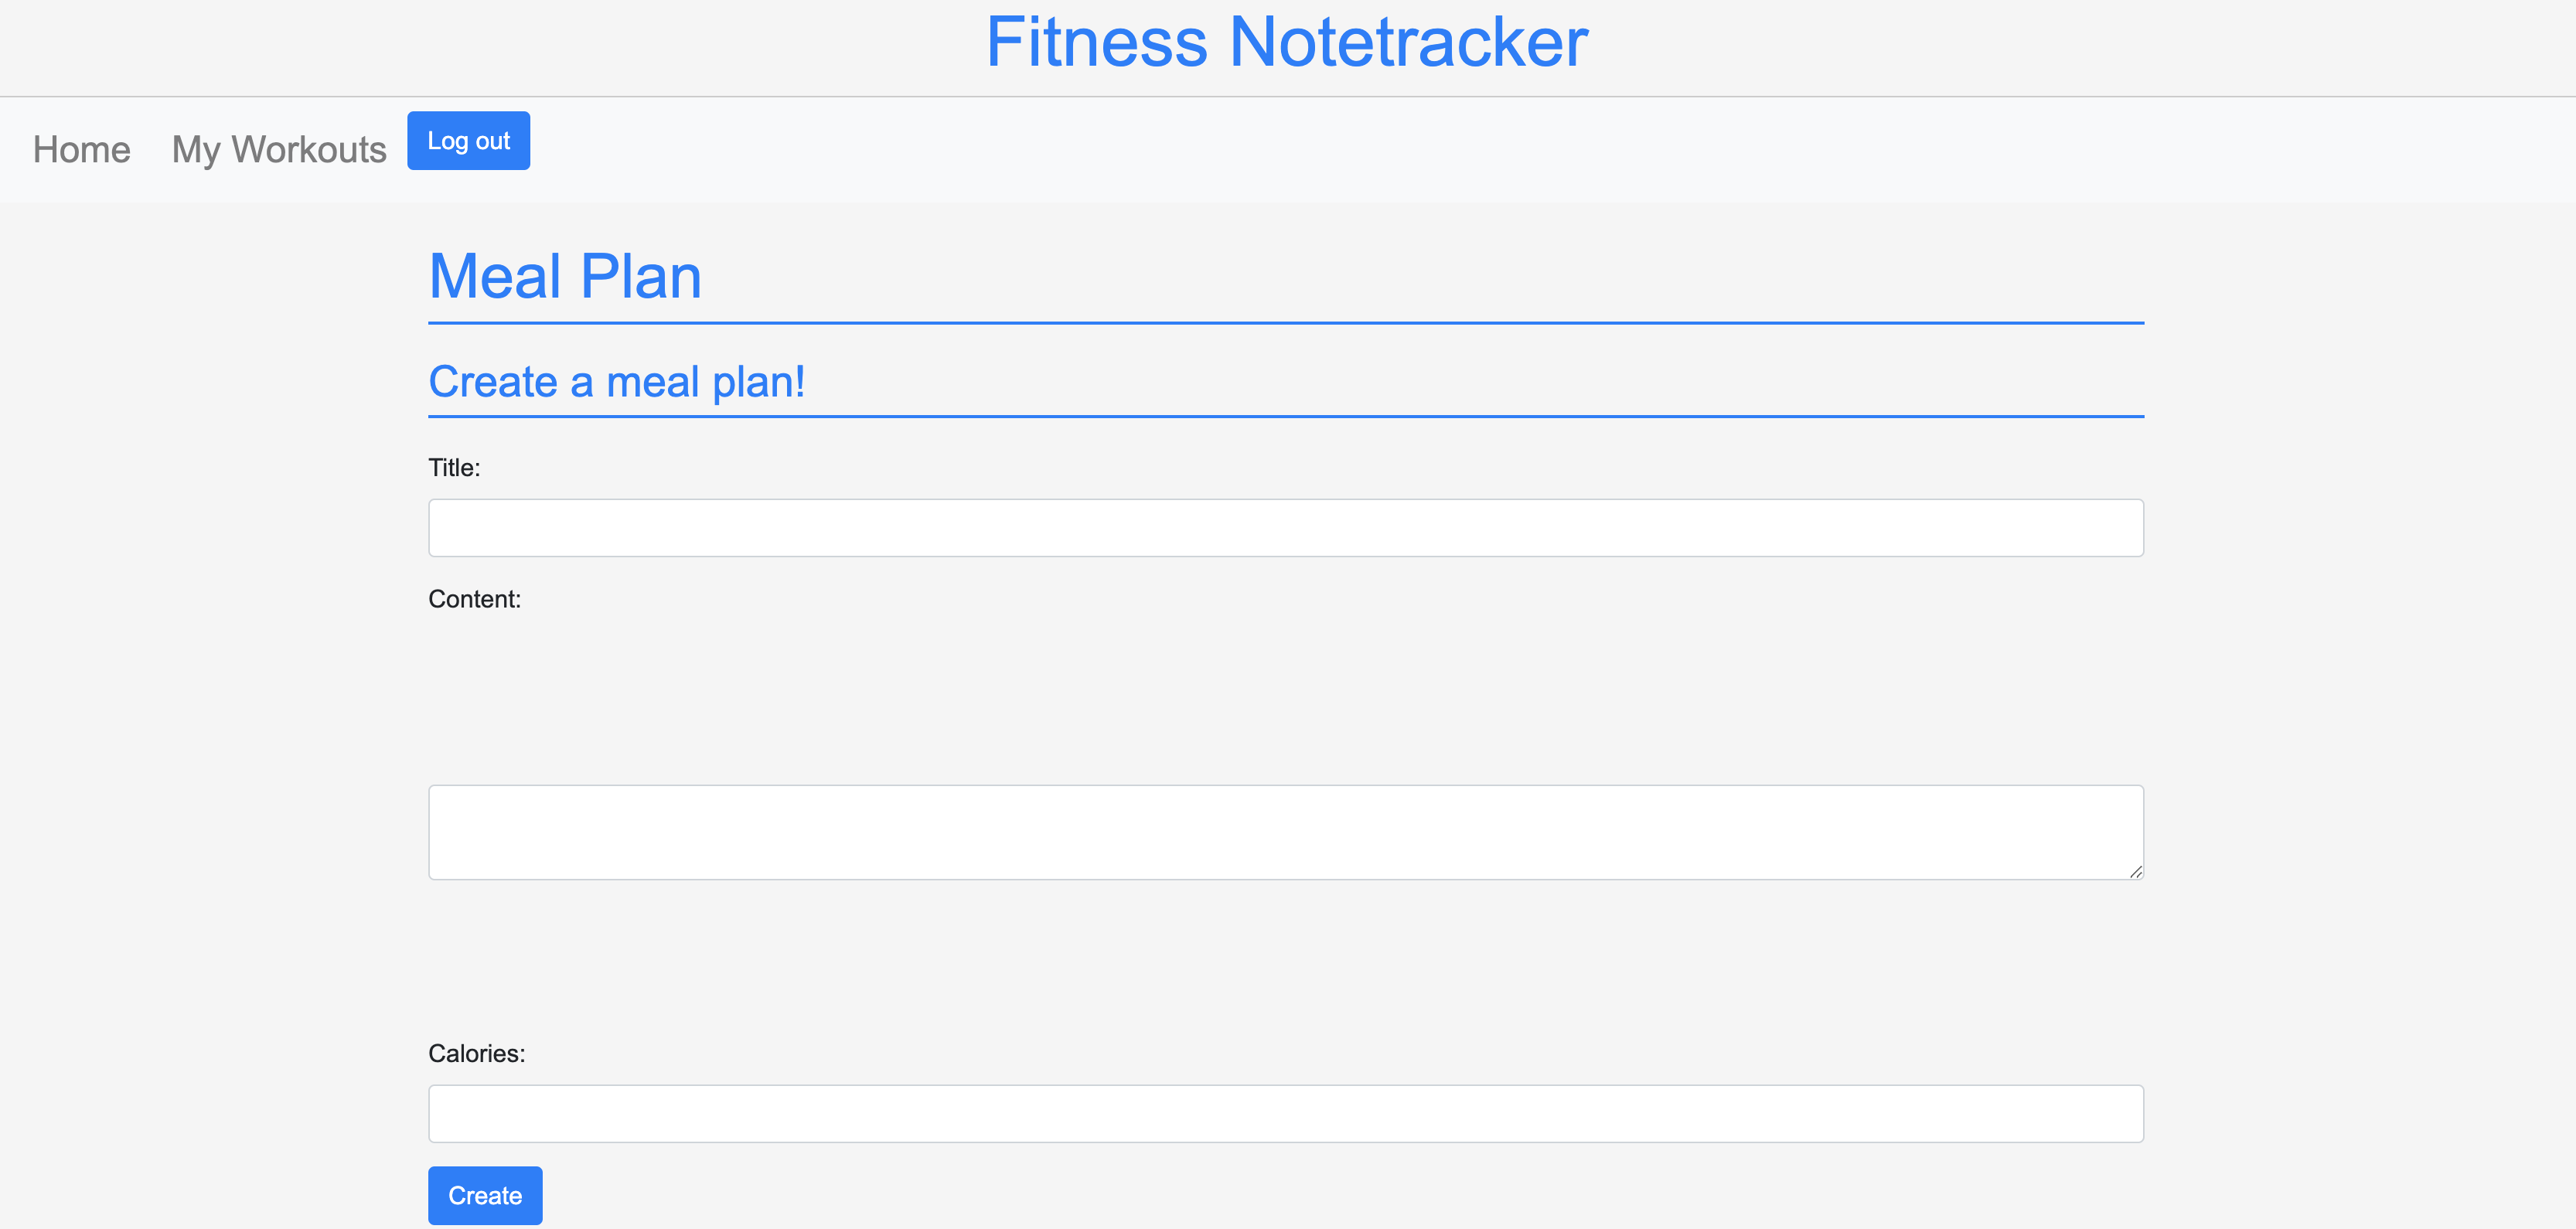 Fitness Notetracker
Home My Workouts Log out
Meal Plan
Create a meal plan!
Title:
Content:
Calories:
Create